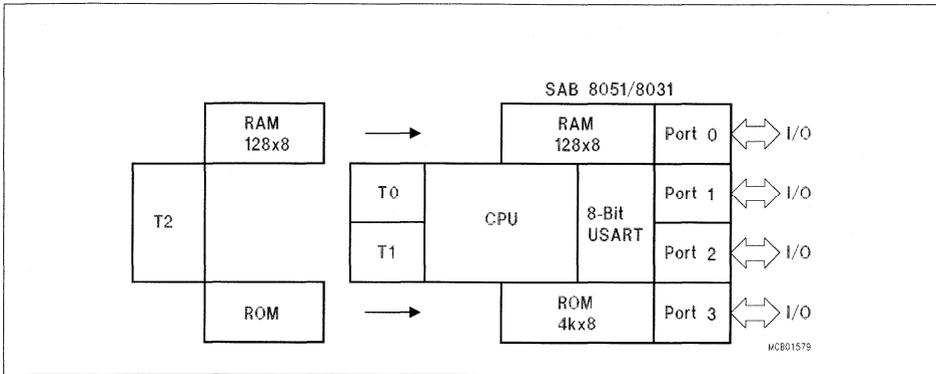 SAB 8051/8031
RAM
128x8
RAM
128x8
Port 0
I/O
T2
T0
T1
CPU
8-Bit
USART
Port 1
I/O
Port 2
I/O
ROM
ROM
4kx8
Port 3
I/O
MCB01579